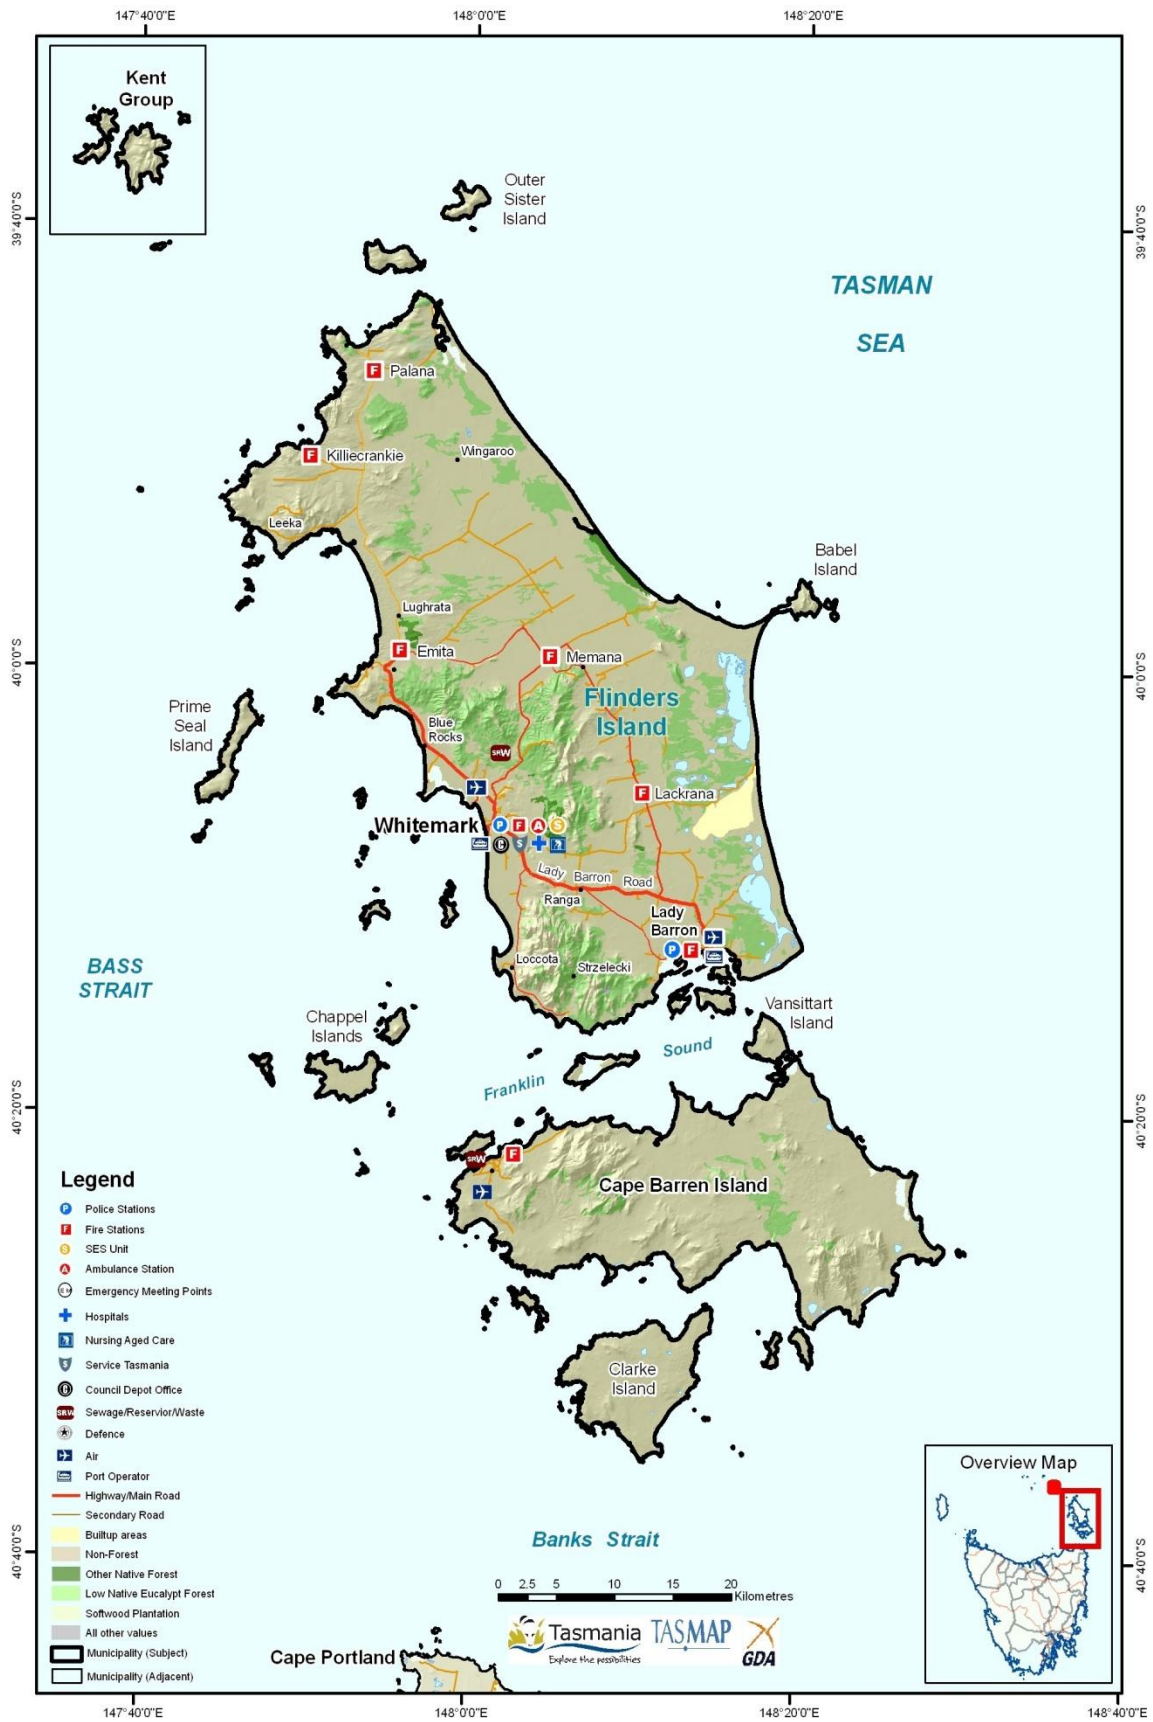 147°40'0"E
148°0'0"E
148°20'0"E
Kent
Group
39°40'0"S
39°40'0"S
Outer
Sister
Island
TASMAN
SEA
F
Palana
F
Killiecrankie
Wingaroo
Leeka
Babel
Island
Lughrata
F
Emita
F
Memana
40°0'0"S
40°0'0"S
Flinders
Island
Prime
Seal
Island
Blue
Rocks
SRW
F
Lackrana
Whitemark
P
F
A
S
C
S
Lady Barron Road
Ranga
Lady
Barron
P
F
Loccota
Strzelecki
BASS
STRAIT
Chappel
Islands
Vansittart
Island
Franklin Sound
40°20'0"S
40°20'0"S
SRW
F
Cape Barren Island
Clarke
Island
Legend
P Police Stations
F Fire Stations
S SES Unit
A Ambulance Station
EM Emergency Meeting Points
Hospitals
Nursing Aged Care
S Service Tasmania
C Council Depot Office
SRW Sewage/Reservior/Waste
Defence
Air
Port Operator
Highway/Main Road
Secondary Road
Builtup areas
Non-Forest
Other Native Forest
Low Native Eucalypt Forest
Softwood Plantation
All other values
Municipality (Subject)
Municipality (Adjacent)
Overview Map
Banks Strait
40°40'0"S
40°40'0"S
0 2.5 5 10 15 20
Kilometres
Tasmania
Explore the possibilities
TASMAP
GDA
Cape Portland
147°40'0"E
148°0'0"E
148°20'0"E
148°40'0"E